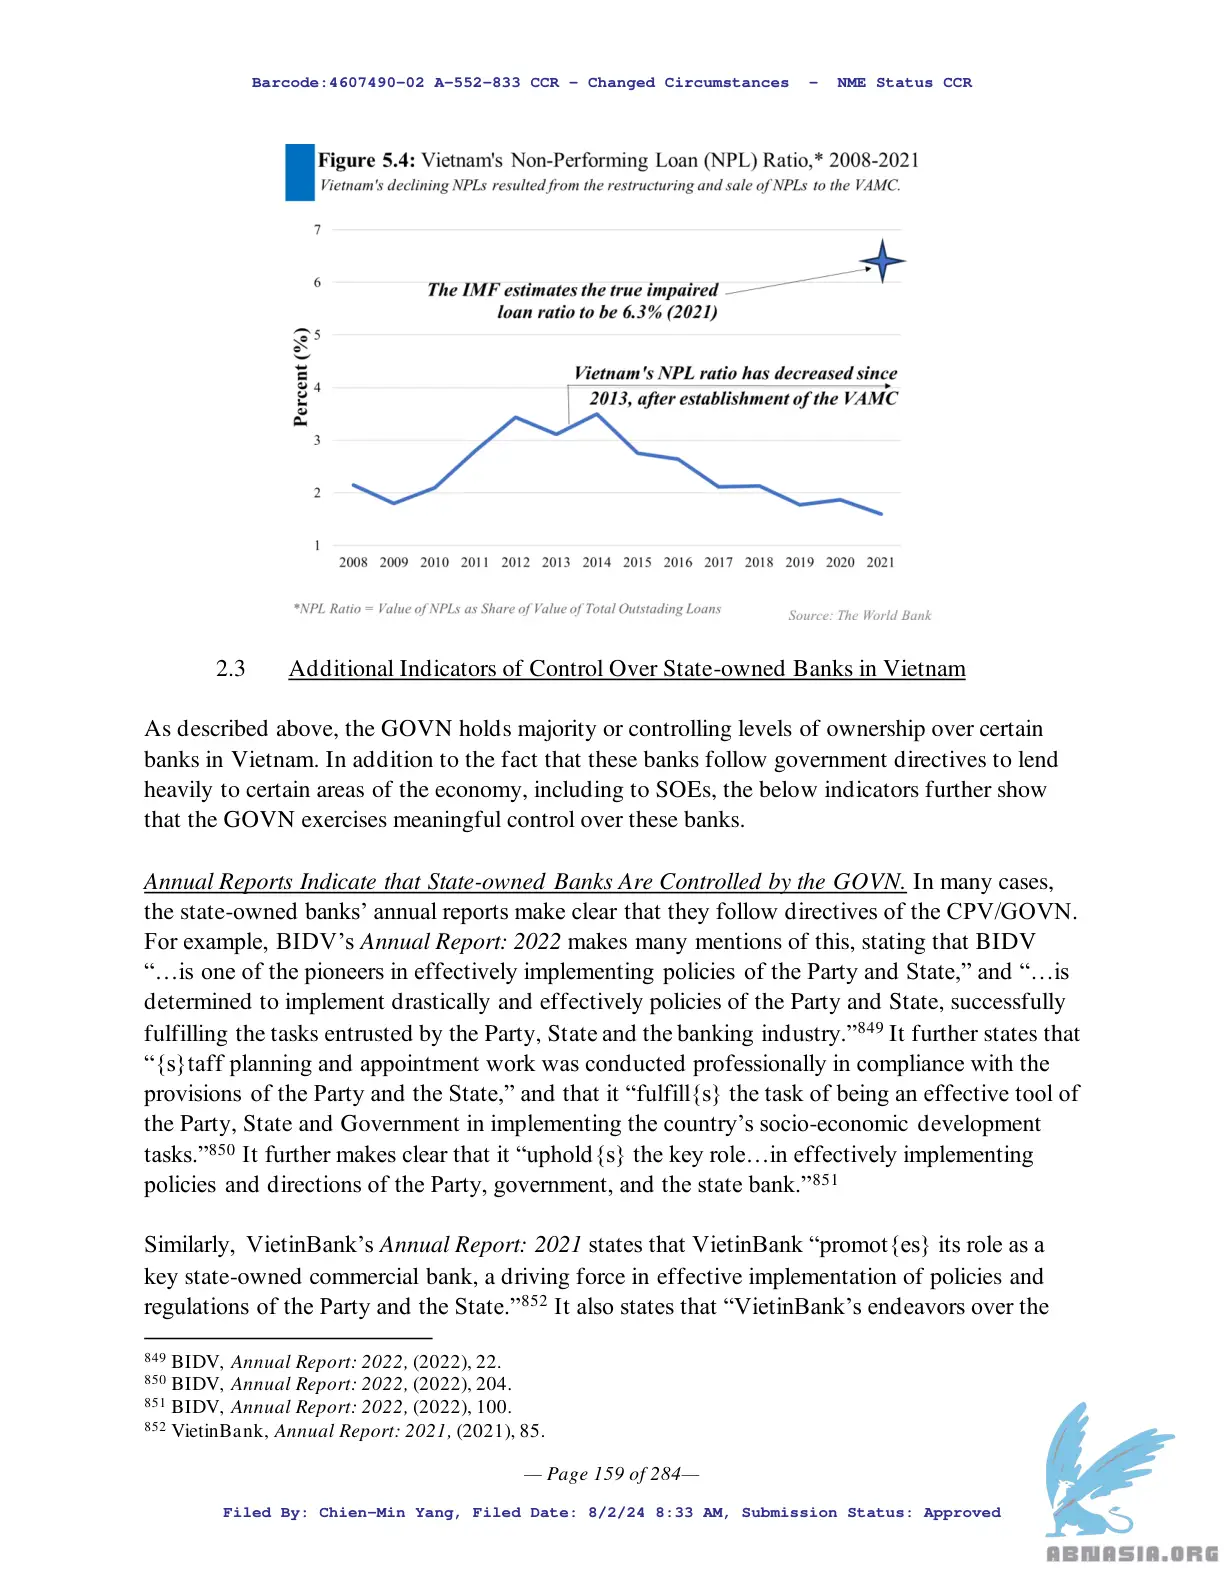 Barcode:4607490-02 A-552-833 CCR - Changed Circumstances - NME Status CCR
Figure 5.4: Vietnam's Non-Performing Loan (NPL) Ratio,* 2008-2021
Vietnam's declining NPLs resulted from the restructuring and sale of NPLs to the VAMC.
7
6
The IMF estimates the true impaired
loan ratio to be 6.3% (2021)
5
Percent (%)
Vietnam's NPL ratio has decreased since
4
2013, after establishment of the VAMC
3
2
1
2008 2009 2010 2011 2012 2013 2014 2015 2016 2017 2018 2019 2020 2021
*NPL Ratio = Value of NPLs as Share of Value of Total Outstading Loans
Source: The World Bank
2.3 Additional Indicators of Control Over State-owned Banks in Vietnam
As described above, the GOVN holds majority or controlling levels of ownership over certain
banks in Vietnam. In addition to the fact that these banks follow government directives to lend
heavily to certain areas of the economy, including to SOEs, the below indicators further show
that the GOVN exercises meaningful control over these banks.
Annual Reports Indicate that State-owned Banks Are Controlled by the GOVN. In many cases,
the state-owned banks’ annual reports make clear that they follow directives of the CPV/GOVN.
For example, BIDV’s Annual Report: 2022 makes many mentions of this, stating that BIDV
“…is one of the pioneers in effectively implementing policies of the Party and State,” and “…is
determined to implement drastically and effectively policies of the Party and State, successfully
fulfilling the tasks entrusted by the Party, State and the banking industry.”849 It further states that
“{s}taff planning and appointment work was conducted professionally in compliance with the
provisions of the Party and the State,” and that it “fulfill{s} the task of being an effective tool of
the Party, State and Government in implementing the country’s socio-economic development
tasks.”850 It further makes clear that it “uphold{s} the key role…in effectively implementing
policies and directions of the Party, government, and the state bank.”851
Similarly, VietinBank’s Annual Report: 2021 states that VietinBank “promot{es} its role as a
key state-owned commercial bank, a driving force in effective implementation of policies and
regulations of the Party and the State.”852 It also states that “VietinBank’s endeavors over the
849 BIDV, Annual Report: 2022, (2022), 22.
850 BIDV, Annual Report: 2022, (2022), 204.
851 BIDV, Annual Report: 2022, (2022), 100.
852 VietinBank, Annual Report: 2021, (2021), 85.
— Page 159 of 284—
Filed By: Chien-Min Yang, Filed Date: 8/2/24 8:33 AM, Submission Status: Approved
ABNASIA.ORG